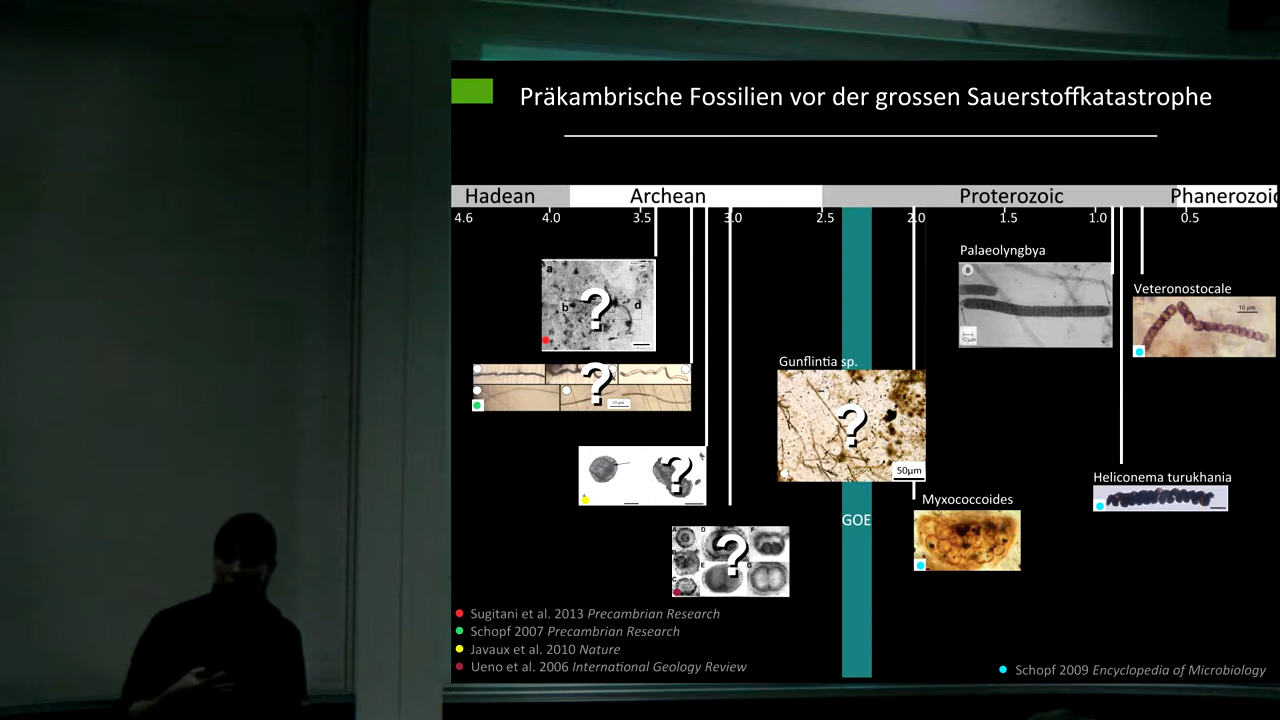 Präkambrische Fossilien vor der grossen Sauerstoffkatastrophe
Hadean Archean Proterozoic Phanerozoic
4.6 4.0 3.5 3.0 2.5 2.0 1.5 1.0 0.5
Palaeolyngbya
a
b
d
?
B
10 µm
Veteronostocale
10 µm
?
Gunflintia sp.
?
50µm
?
Heliconema turukhania
Myxococcoides
GOE
A D F
B
C E G
?
Sugitani et al. 2013 Precambrian Research
Schopf 2007 Precambrian Research
Javaux et al. 2010 Nature
Ueno et al. 2006 International Geology Review
Schopf 2009 Encyclopedia of Microbiology